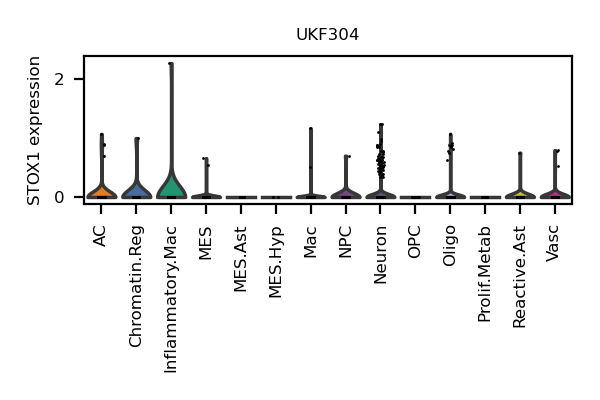 UKF304
STOX1 expression
2
0
AC
Chromatin.Reg
Inflammatory.Mac
MES
MES.Ast
MES.Hyp
Mac
NPC
Neuron
OPC
Oligo
Prolif.Metab
Reactive.Ast
Vasc